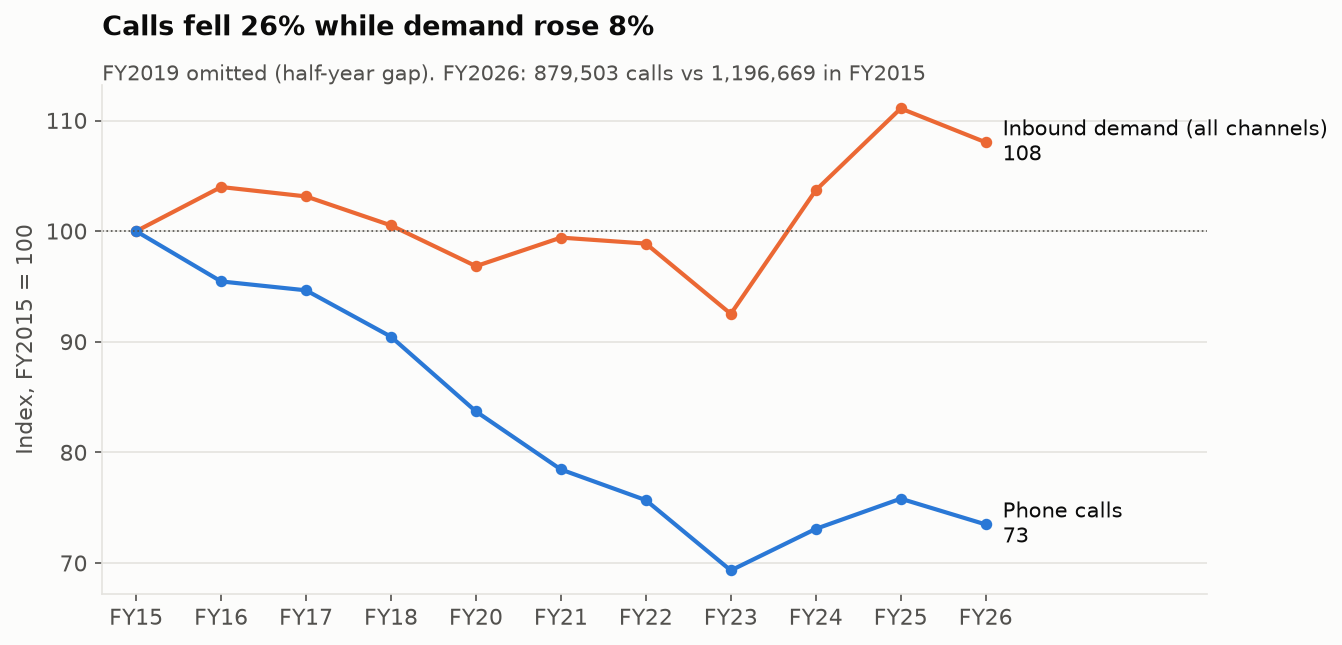 Calls fell 26% while demand rose 8%
FY2019 omitted (half-year gap). FY2026: 879,503 calls vs 1,196,669 in FY2015
Index, FY2015 = 100
110
100
90
80
70
Inbound demand (all channels)
108
Phone calls
73
FY15 FY16 FY17 FY18 FY20 FY21 FY22 FY23 FY24 FY25 FY26